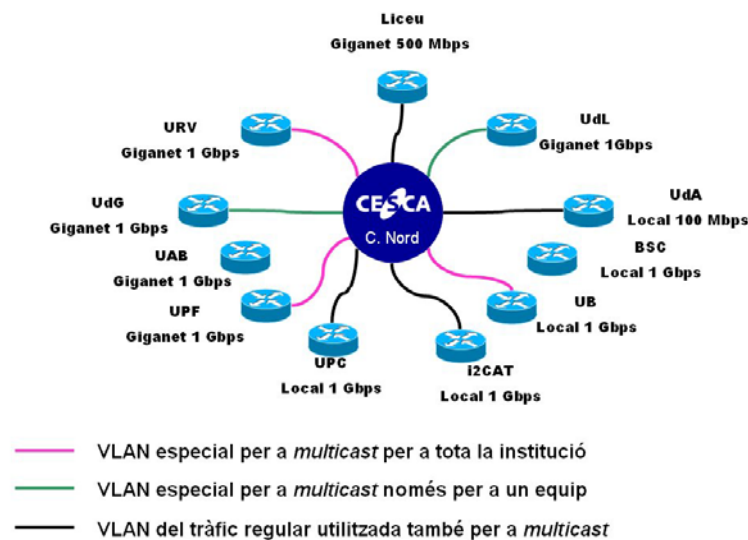 Liceu
Giganet 500 Mbps
URV
Giganet 1 Gbps
UdL
Giganet 1Gbps
UdG
Giganet 1 Gbps
CESCA
C. Nord
UdA
Local 100 Mbps
UAB
Giganet 1 Gbps
BSC
Local 1 Gbps
UPF
Giganet 1 Gbps
UB
Local 1 Gbps
UPC
Local 1 Gbps
i2CAT
Local 1 Gbps
VLAN especial per a multicast per a tota la institució
VLAN especial per a multicast només per a un equip
VLAN del tràfic regular utilitzada també per a multicast